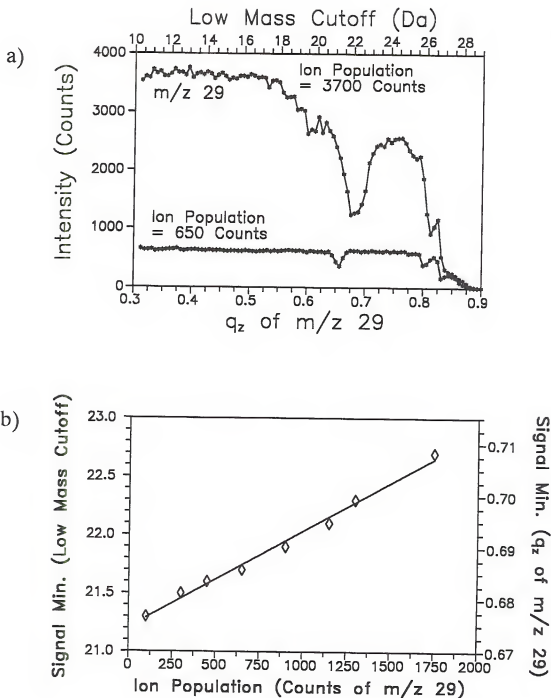 a)
Low Mass Cutoff (Da)
10 12 14 16 18 20 22 24 26 28
4000
3000
2000
1000
0
Intensity (Counts)
Ion Population
= 3700 Counts
m/z 29
Ion Population
= 650 Counts
0.3 0.4 0.5 0.6 0.7 0.8 0.9
qz of m/z 29
b)
Signal Min. (Low Mass Cutoff)
23.0
22.5
22.0
21.5
21.0
0.71
0.70
0.69
0.68
0.67
Signal Min. (qz of m/z 29)
0 250 500 750 1000 1250 1500 1750 2000
Ion Population (Counts of m/z 29)